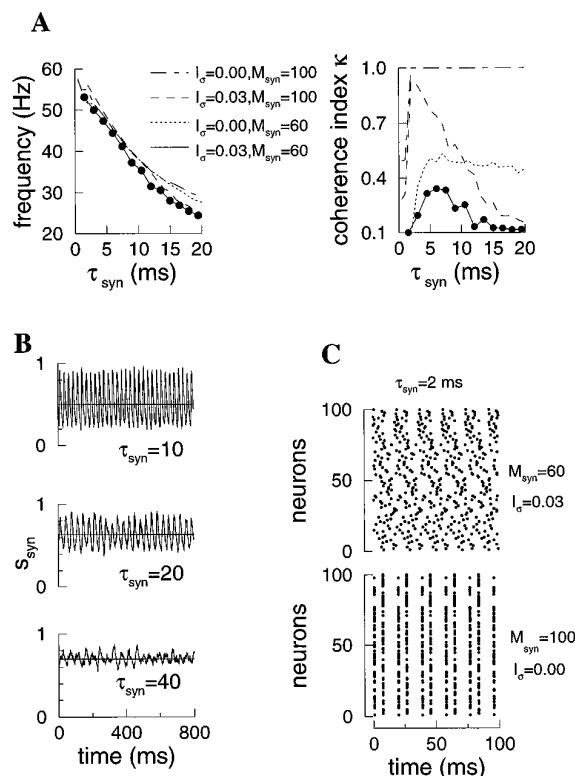 A
frequency (Hz)
60
50
40
30
20
0 5 10 15 20
τsyn (ms)
Iσ=0.00,Msyn=100
Iσ=0.03,Msyn=100
Iσ=0.00,Msyn=60
Iσ=0.03,Msyn=60
coherence index κ
1.0
0.7
0.4
0.1
0 5 10 15 20
τsyn (ms)
B
1
0
τsyn=10
1
0
τsyn=20
1
0
τsyn=40
ssyn
0 400 800
time (ms)
C
τsyn=2 ms
neurons
100
50
0
Msyn=60
Iσ=0.03
neurons
100
50
0
Msyn=100
Iσ=0.00
0 50 100
time (ms)